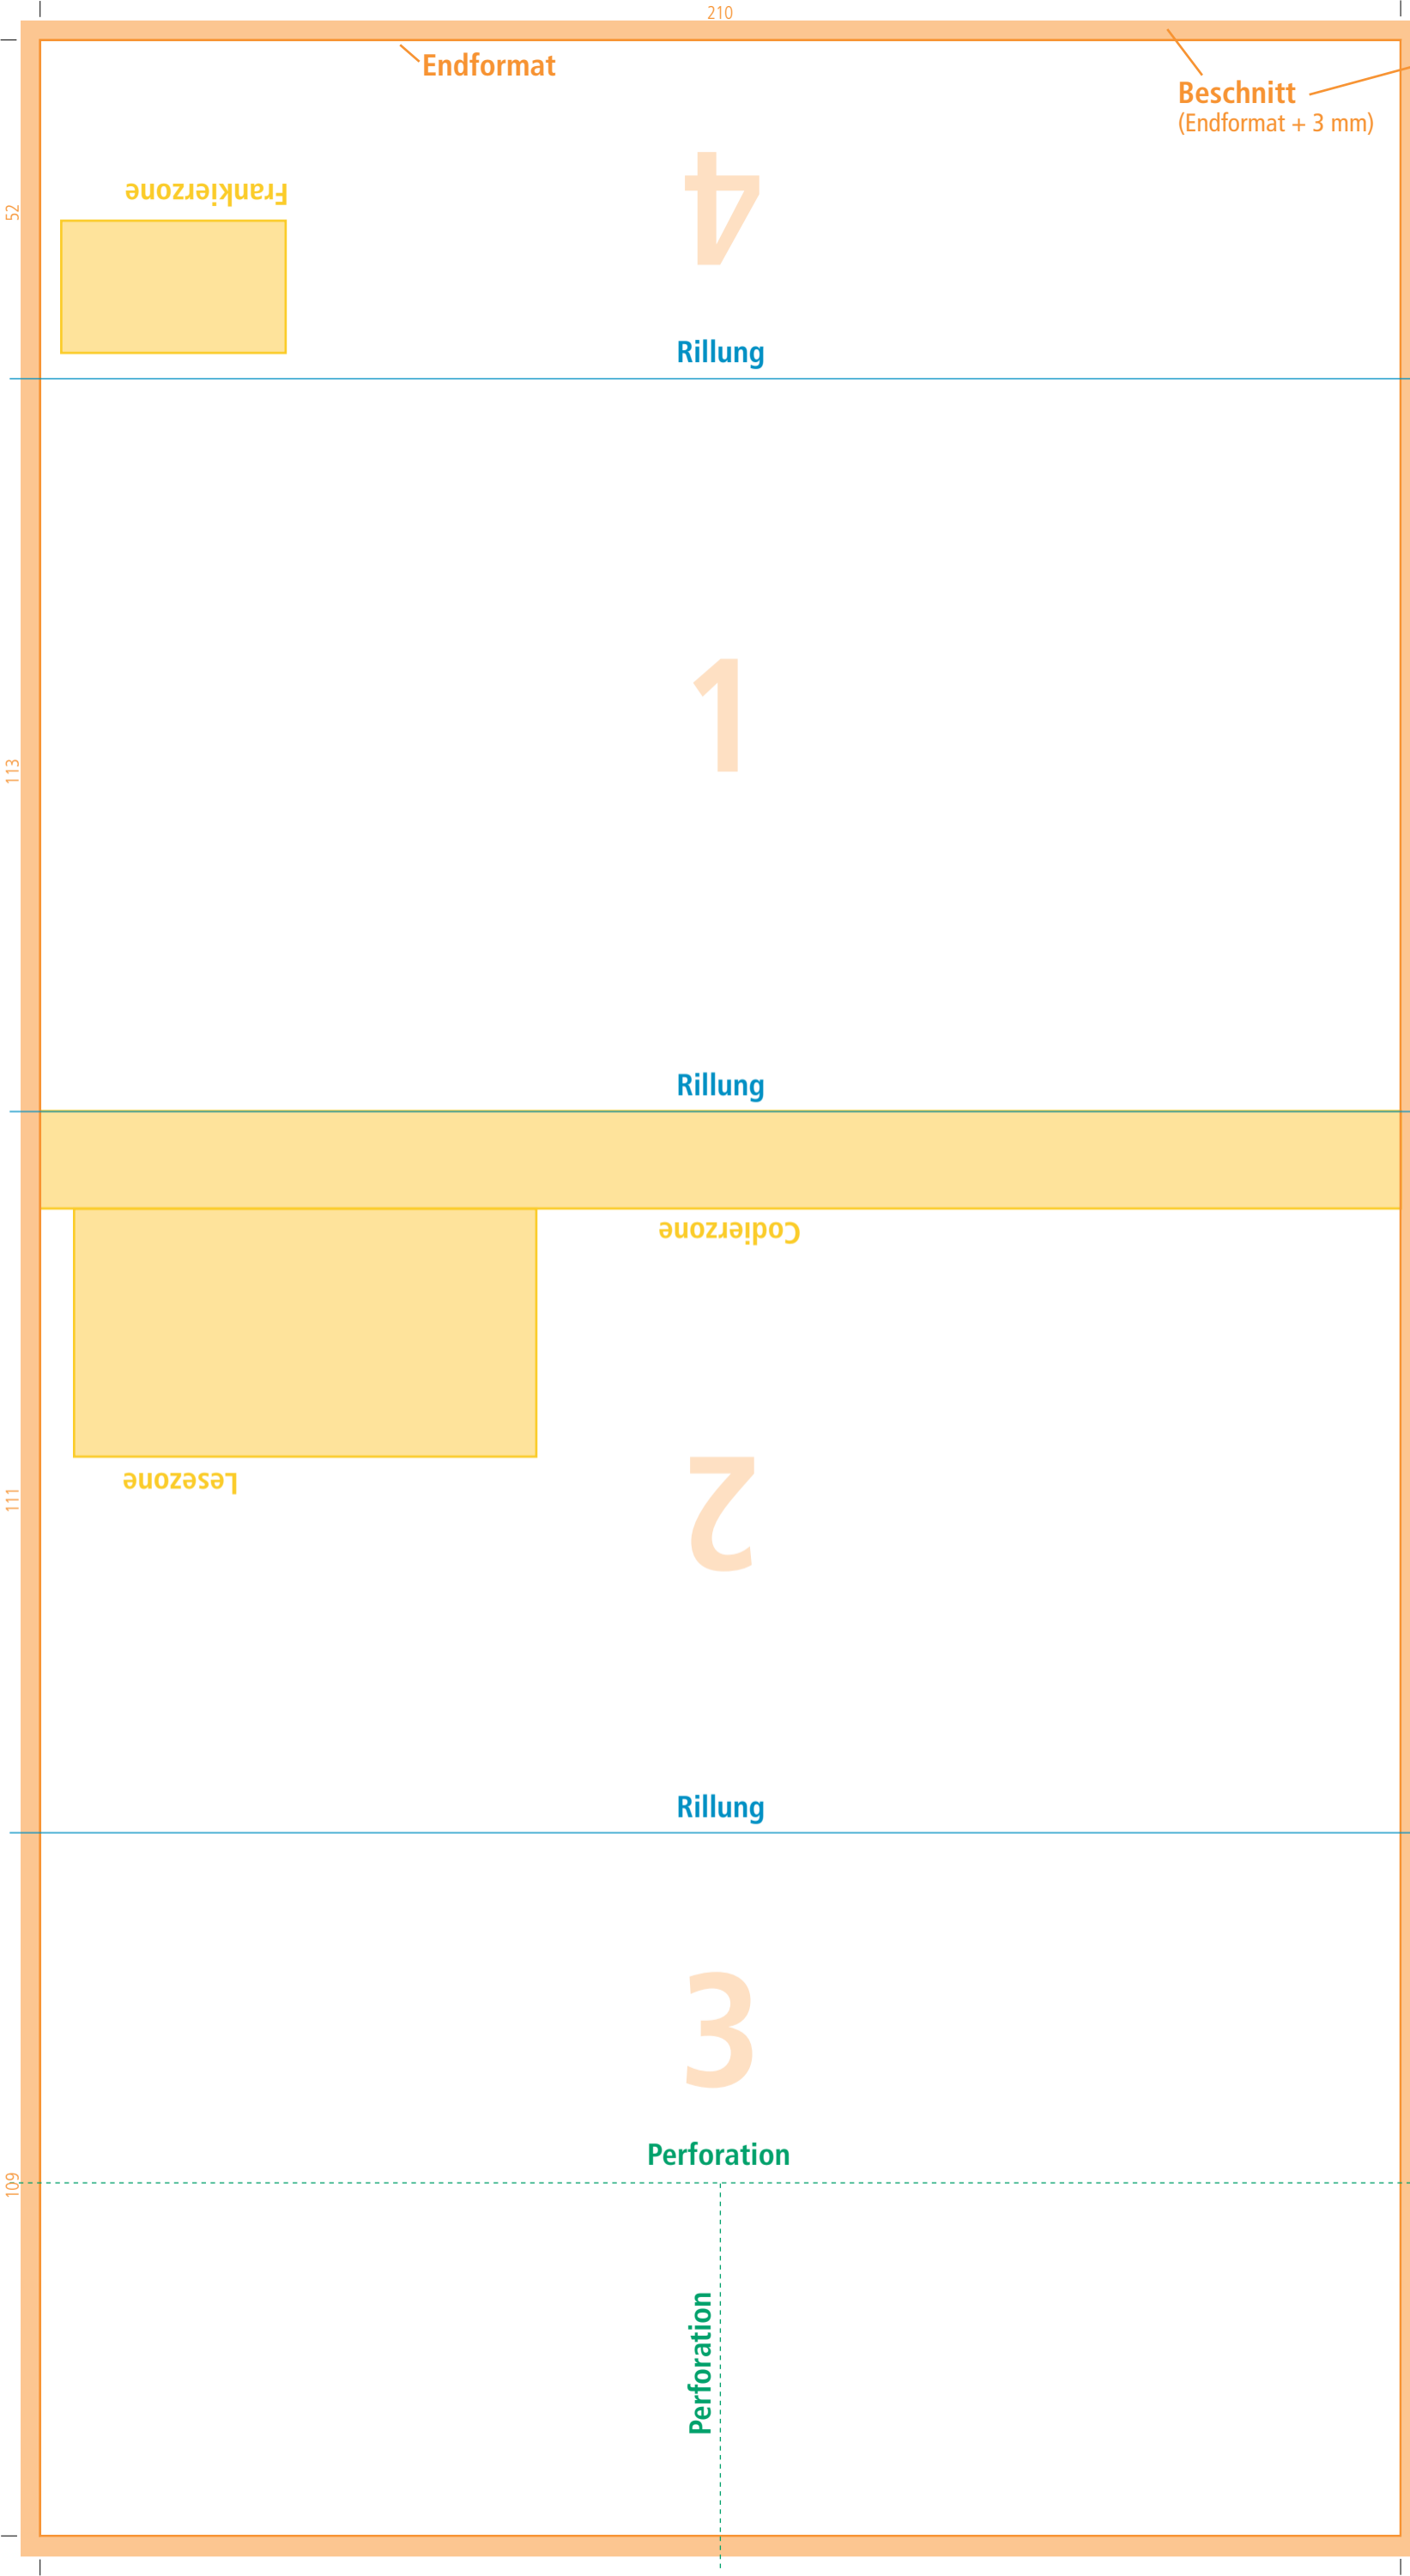 210
Endformat
Beschnitt
(Endformat + 3 mm)
Frankierzone
52
4
Rillung
1
113
Rillung
Codierzone
Lesezone
2
111
Rillung
3
Perforation
109
Perforation